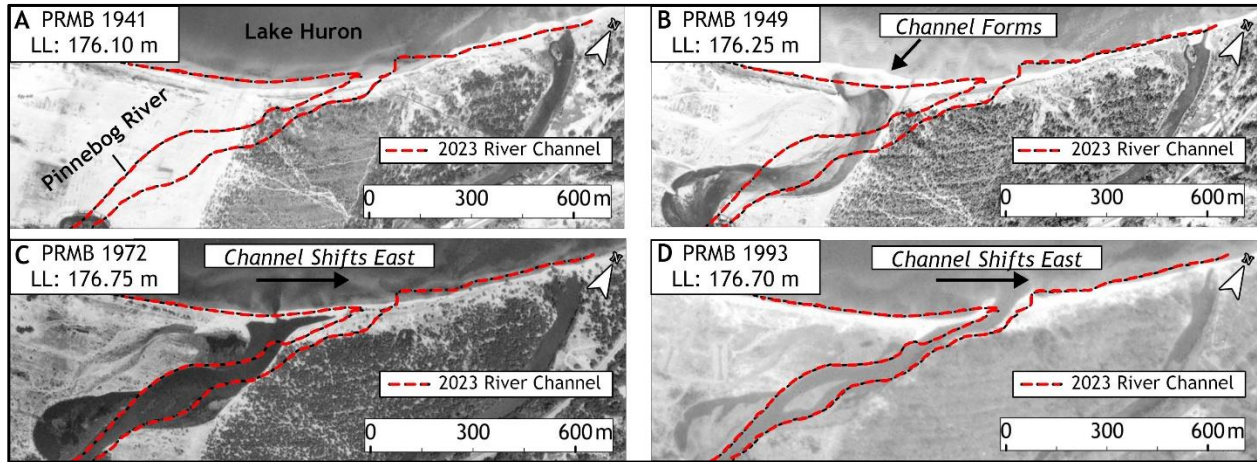 A
PRMB 1941
LL: 176.10 m
Lake Huron
N
Pinnebog River
2023 River Channel
0 300 600 m
B
PRMB 1949
LL: 176.25 m
Channel Forms
N
2023 River Channel
0 300 600 m
C
PRMB 1972
LL: 176.75 m
Channel Shifts East
N
2023 River Channel
0 300 600 m
D
PRMB 1993
LL: 176.70 m
Channel Shifts East
N
2023 River Channel
0 300 600 m